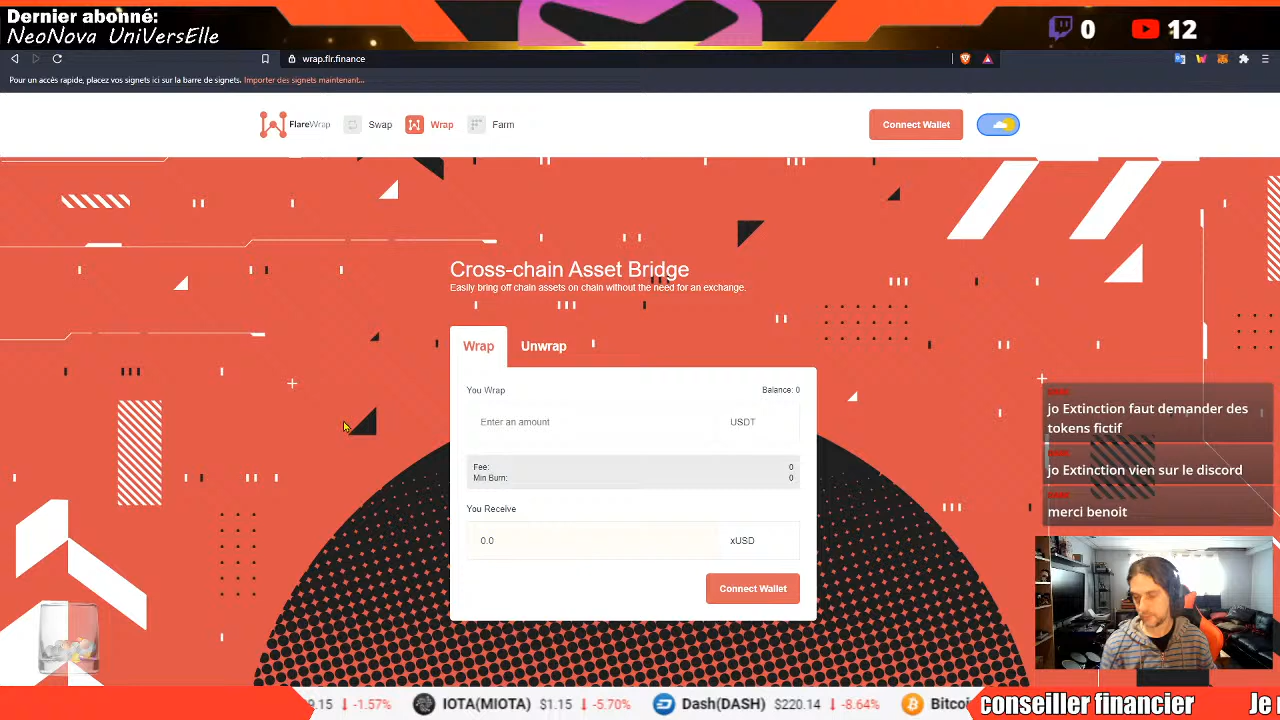 Dernier abonné:
NeoNova UniVersElle
0
12
wrap.flr.finance
Pour un accès rapide, placez vos signets ici sur la barre de signets. Importer des signets maintenant...
FlareWrap
Swap
Wrap
Farm
Connect Wallet
Cross-chain Asset Bridge
Easily bring off chain assets on chain without the need for an exchange.
Wrap
Unwrap
You Wrap
Balance: 0
Enter an amount
USDT
Fee:
0
Min Burn:
0
You Receive
0.0
xUSD
Connect Wallet
jo Extinction faut demander des
tokens fictif
jo Extinction vien sur le discord
merci benoit
9.15 -1.57% IOTA(MIOTA) $1.15 -5.70% Dash(DASH) $220.14 -8.64%
conseiller financier
Je